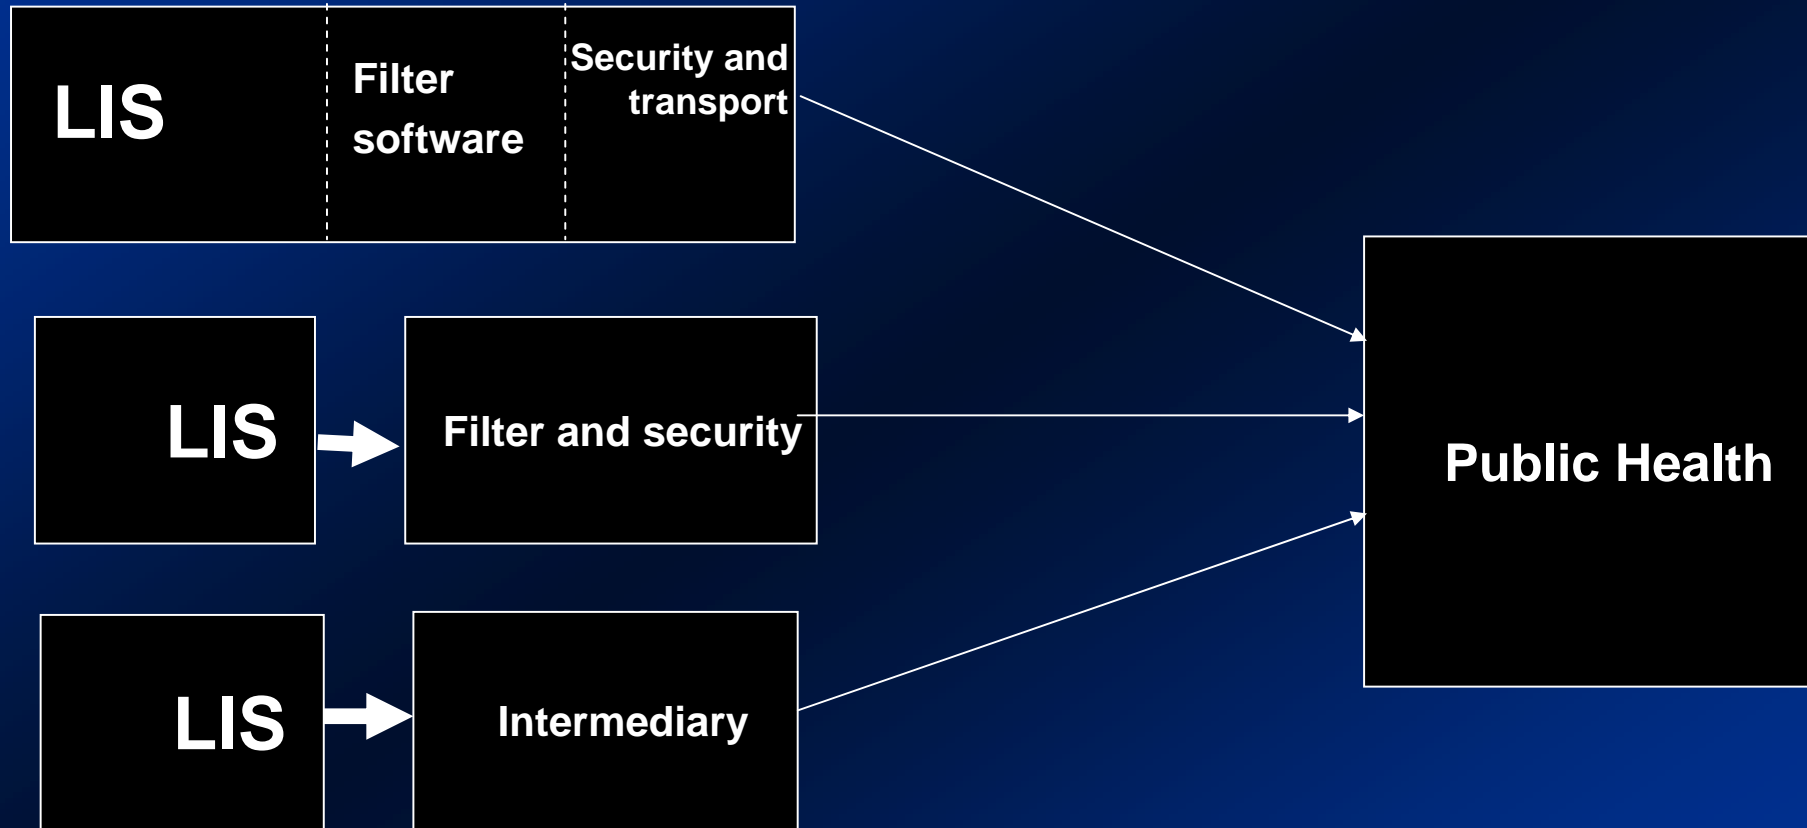 LIS
Filter
software
Security and
transport
LIS
Filter and security
Public Health
LIS
Intermediary